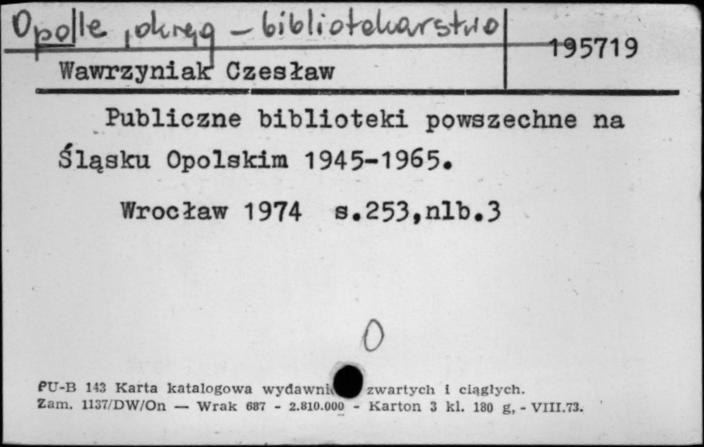 Opolle, okręg - bibliotekarstwo
195719
Wawrzyniak Czesław
Publiczne biblioteki powszechne na
Śląsku Opolskim 1945-1965.
Wrocław 1974 s.253,nlb.3
0
PU-B 143 Karta katalogowa zwartych i ciągłych.
Zam. 1137/DW/On — Wrak 687 - 2.810.000 - Karton 3 kl. 180 g, - VIII.73.